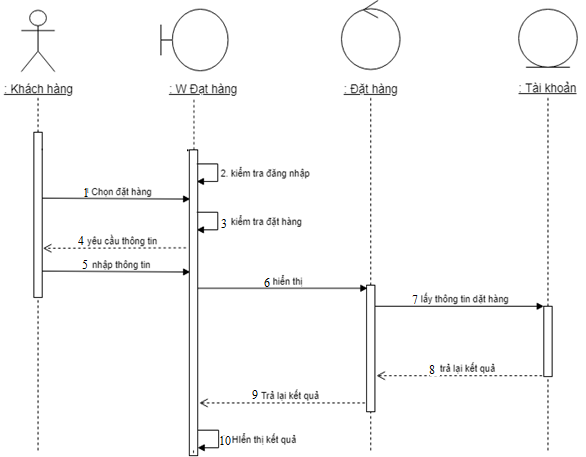 : Khách hàng
: W Đạt hàng
: Đặt hàng
: Tài khoản
2. kiểm tra đăng nhập
1 Chọn đặt hàng
3 kiểm tra đặt hàng
4 yêu cầu thông tin
5 nhập thông tin
6 hiển thị
7 lấy thông tin dặt hàng
8 trả lại kết quả
9 Trả lại kết quả
10 HIển thị kết quả